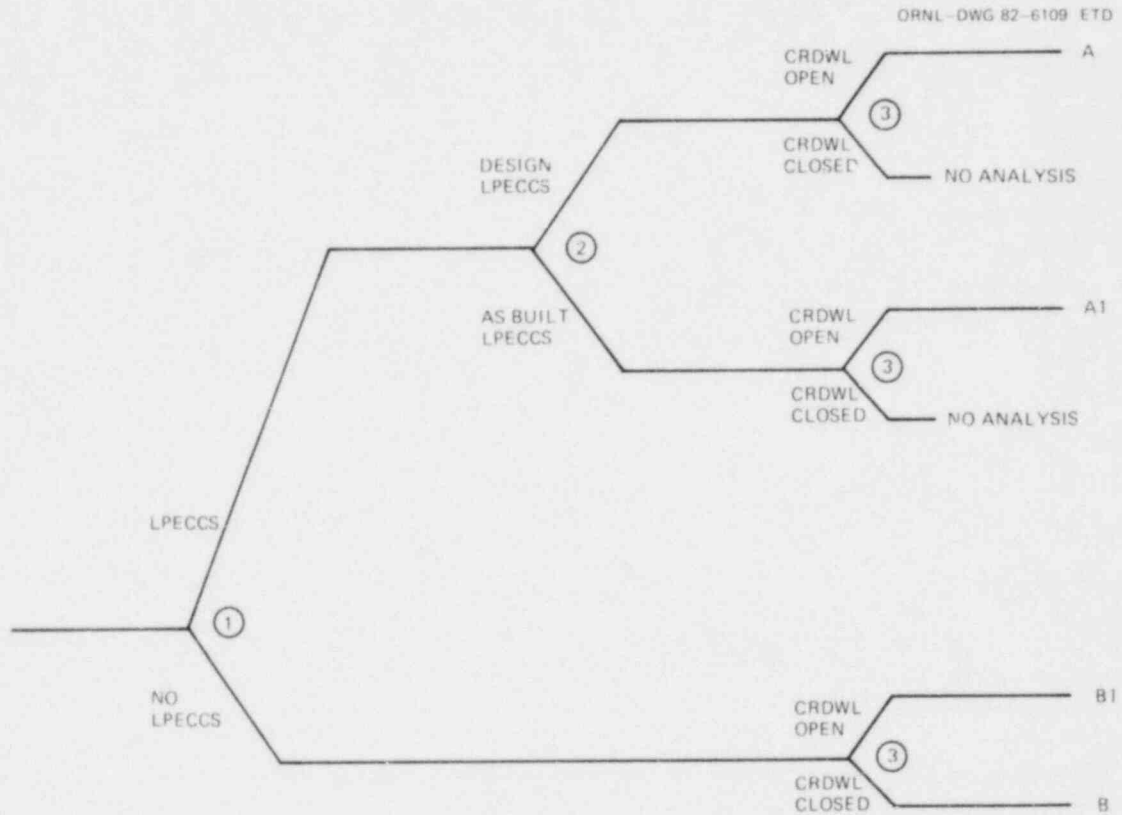 ORNL-DWG 82-6109 ETD
CRDWL
OPEN
A
3
CRDWL
CLOSED
NO ANALYSIS
DESIGN
LPECCS
2
AS BUILT
LPECCS
CRDWL
OPEN
A1
3
CRDWL
CLOSED
NO ANALYSIS
LPECCS
1
NO
LPECCS
CRDWL
OPEN
B1
3
CRDWL
CLOSED
B